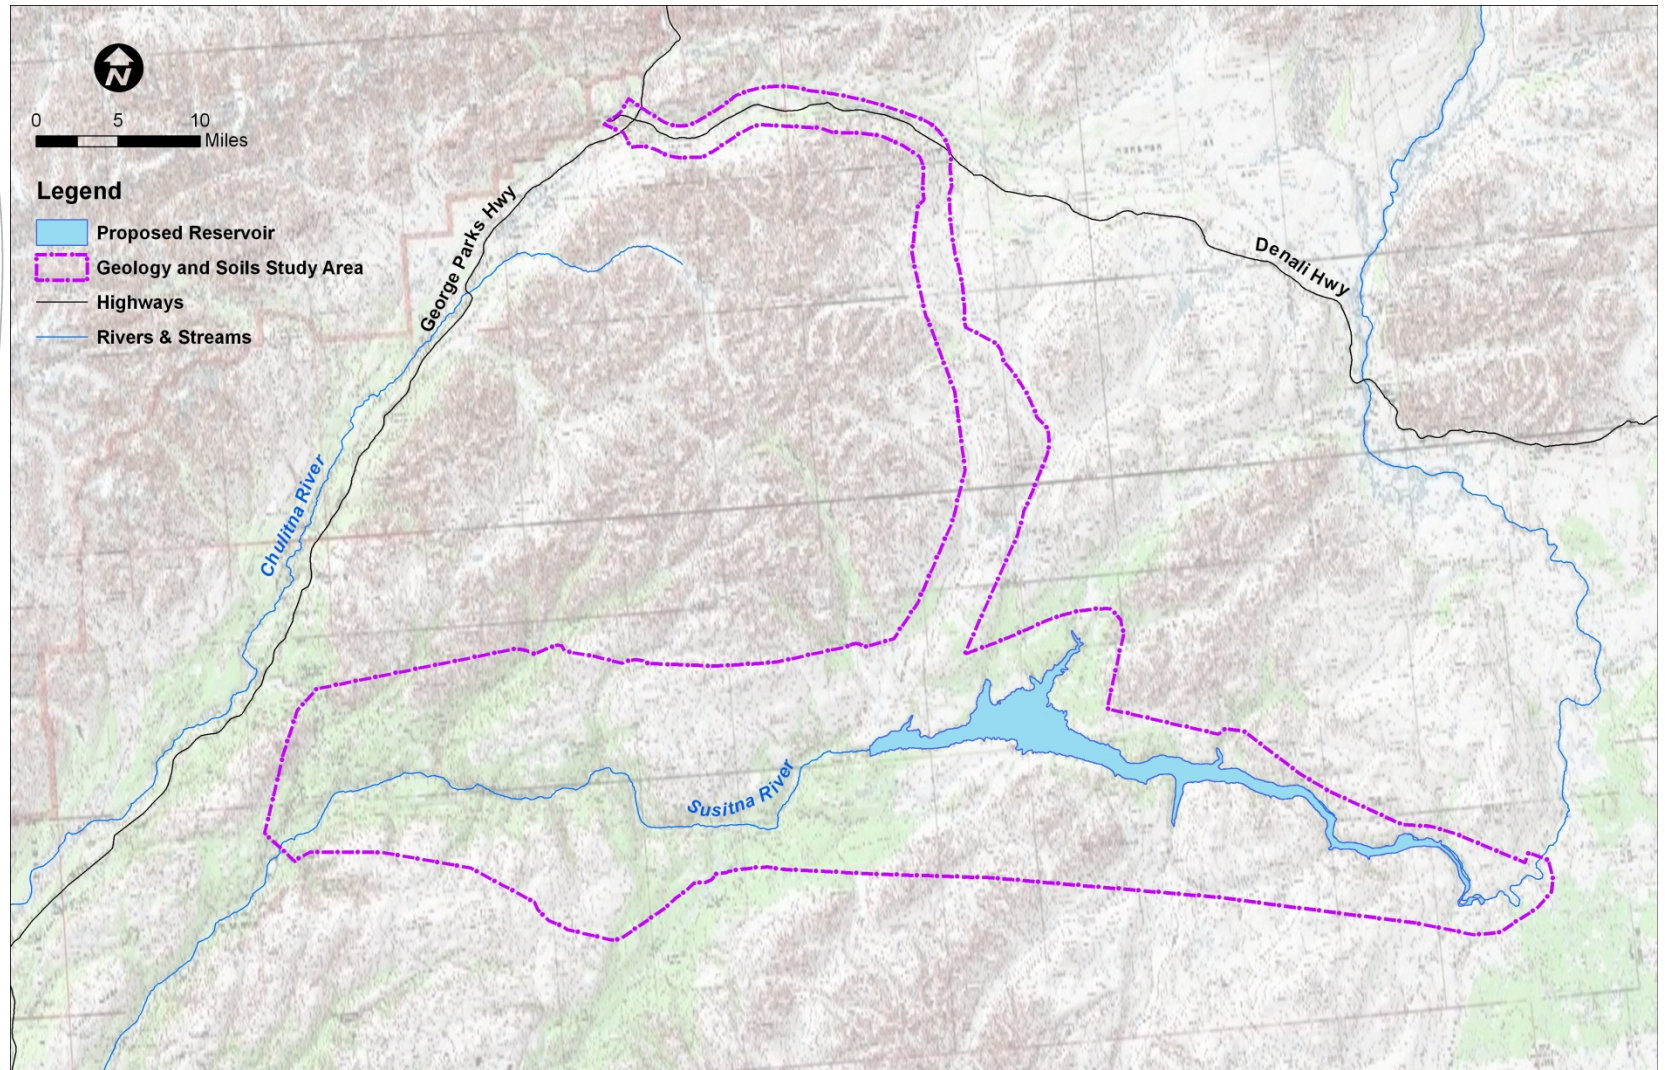 N
0 5 10
Miles
Legend
Proposed Reservoir
Geology and Soils Study Area
Highways
Rivers & Streams
George Parks Hwy
Denali Hwy
Chulitna River
Susitna River